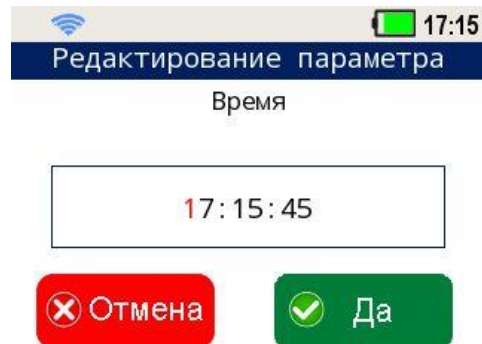 17:15
Редактирование параметра
Время
17:15:45
Отмена
Да